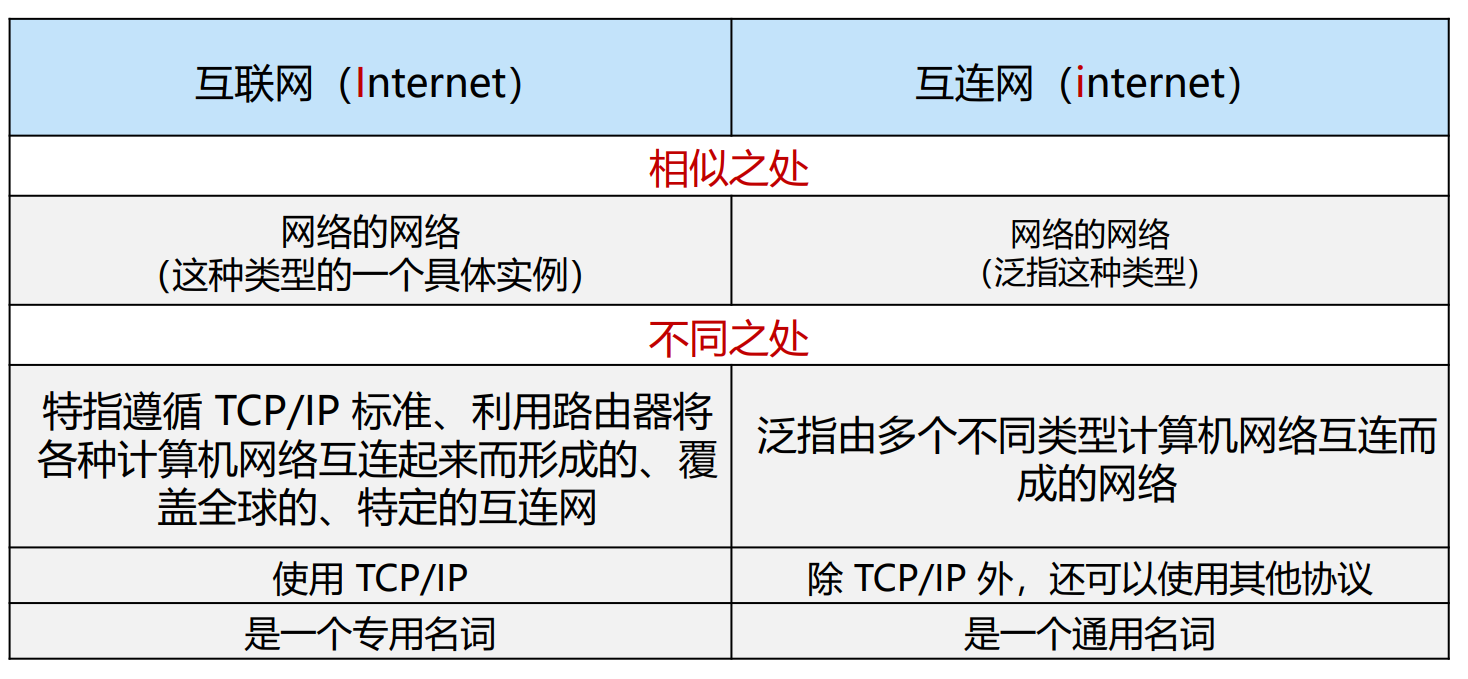 互联网（Internet）
互连网（internet）
相似之处
网络的网络
（这种类型的一个具体实例）
网络的网络
（泛指这种类型）
不同之处
特指遵循 TCP/IP 标准、利用路由器将
各种计算机网络互连起来而形成的、覆
盖全球的、特定的互连网
泛指由多个不同类型计算机网络互连而
成的网络
使用 TCP/IP
除 TCP/IP 外，还可以使用其他协议
是一个专用名词
是一个通用名词